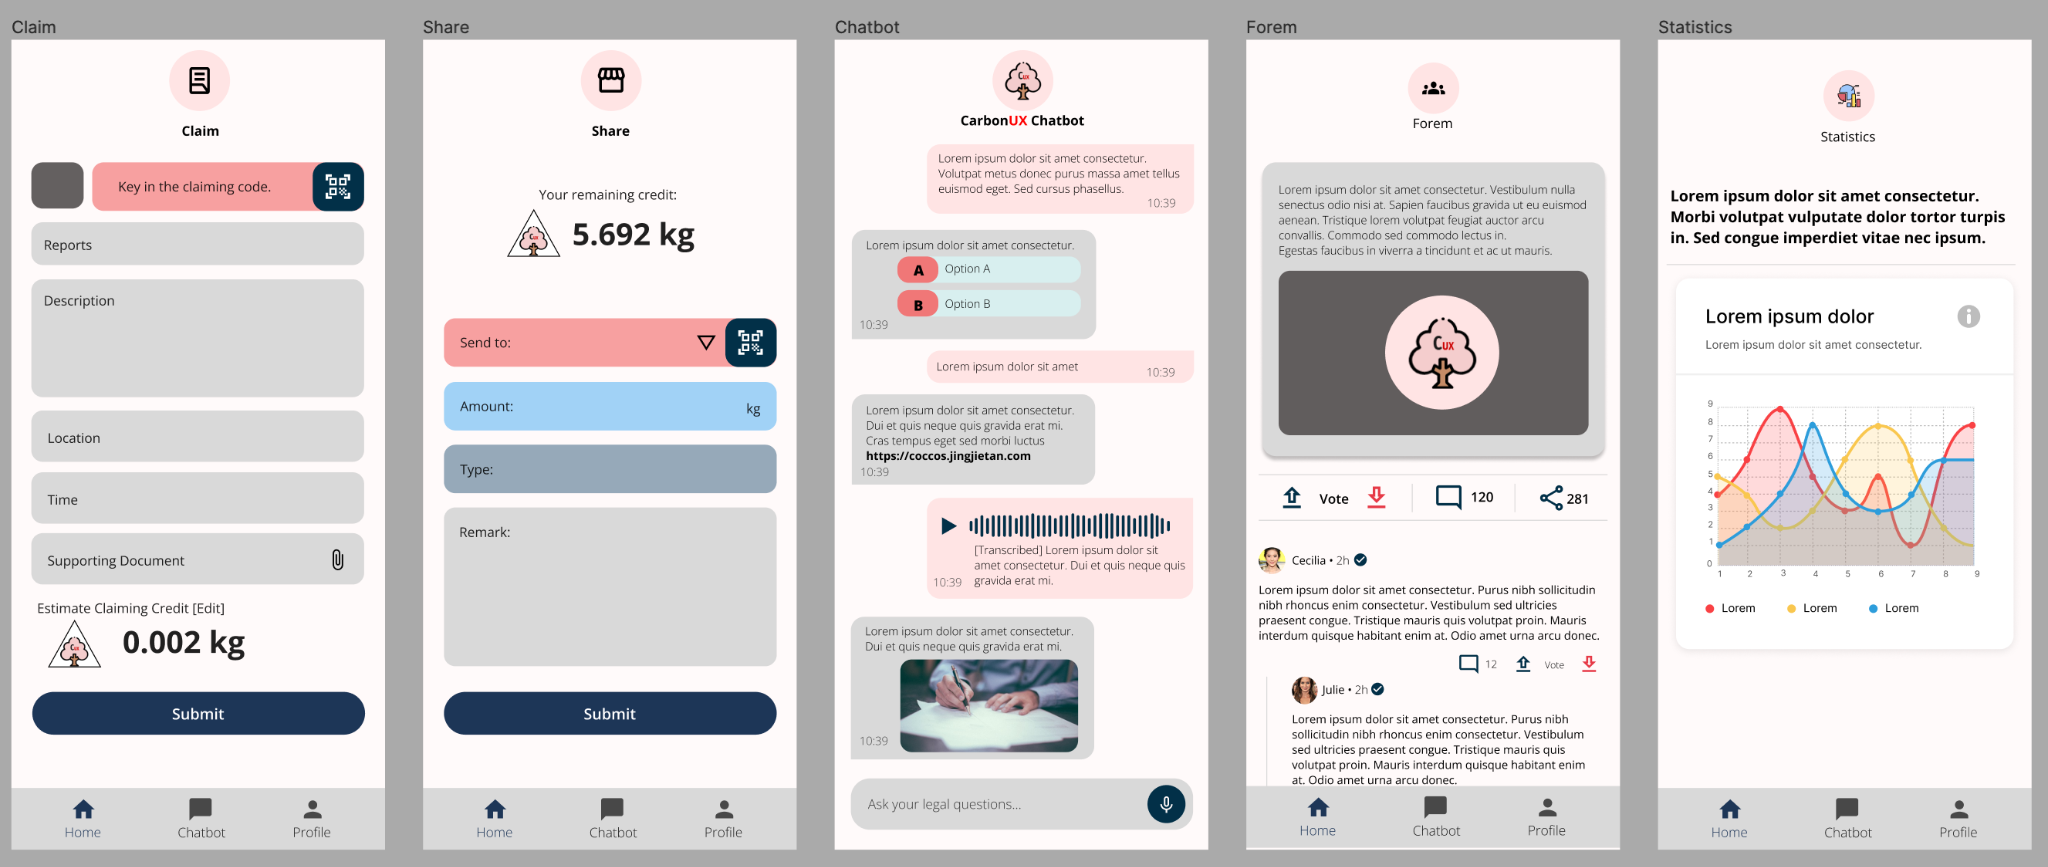 Claim
Claim
Key in the claiming code.
Reports
Description
Location
Time
Supporting Document
Estimate Claiming Credit [Edit]
CUX
0.002 kg
Submit
Home
Chatbot
Profile
Share
Share
Your remaining credit:
CUX
5.692 kg
Send to:
Amount:
kg
Type:
Remark:
Submit
Home
Chatbot
Profile
Chatbot
CUX
CarbonUX Chatbot
Lorem ipsum dolor sit amet consectetur.
Volutpat metus donec purus massa amet tellus
euismod eget. Sed cursus phasellus.
10:39
Lorem ipsum dolor sit amet consectetur.
A Option A
B Option B
10:39
Lorem ipsum dolor sit amet
10:39
Lorem ipsum dolor sit amet consectetur.
Dui et quis neque quis gravida erat mi.
Cras tempus eget sed morbi luctus
https://coccos.jingjietan.com
10:39
[Transcribed] Lorem ipsum dolor sit
amet consectetur. Dui et quis neque quis
gravida erat mi.
10:39
Lorem ipsum dolor sit amet consectetur.
Dui et quis neque quis gravida erat mi.
10:39
Ask your legal questions...
Forem
Forem
Lorem ipsum dolor sit amet consectetur. Vestibulum nulla
senectus odio nisi at. Sapien faucibus gravida ut eu euismod
aenean. Tristique lorem volutpat feugiat auctor arcu
convallis. Commodo sed commodo lectus in.
Egestas faucibus in viverra a tincidunt et ac ut mauris.
CUX
Vote
120
281
Cecilia • 2h
Lorem ipsum dolor sit amet consectetur. Purus nibh sollicitudin
nibh rhoncus enim consectetur. Vestibulum sed ultricies
praesent congue. Tristique mauris quis volutpat proin. Mauris
interdum quisque habitant enim at. Odio amet urna arcu donec.
12
Vote
Julie • 2h
Lorem ipsum dolor sit amet consectetur. Purus nibh
sollicitudin nibh rhoncus enim consectetur. Vestibulum
sed ultricies praesent congue. Tristique mauris quis
volutpat proin. Mauris interdum quisque habitant enim
at. Odio amet urna arcu donec.
Home
Chatbot
Profile
Statistics
Statistics
Lorem ipsum dolor sit amet consectetur.
Morbi volutpat vulputate dolor tortor turpis
in. Sed congue imperdiet vitae nec ipsum.
Lorem ipsum dolor
Lorem ipsum dolor sit amet consectetur.
9
8
7
6
5
4
3
2
1
0
1 2 3 4 5 6 7 8 9
Lorem
Lorem
Lorem
Home
Chatbot
Profile